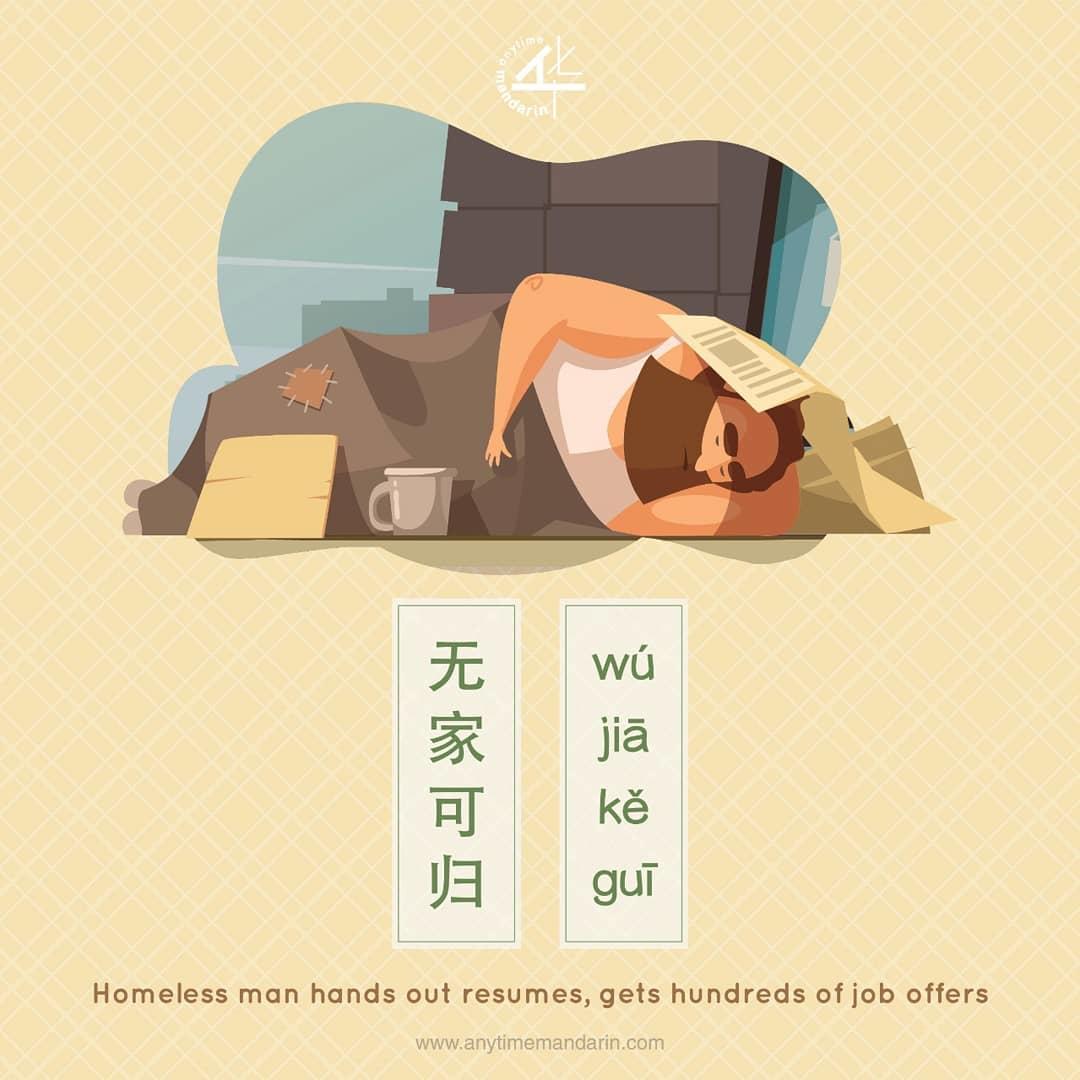 anytime
mandarin
无
家
可
归
wú
jiā
kě
guī
Homeless man hands out resumes, gets hundreds of job offers
www.anytimemandarin.com